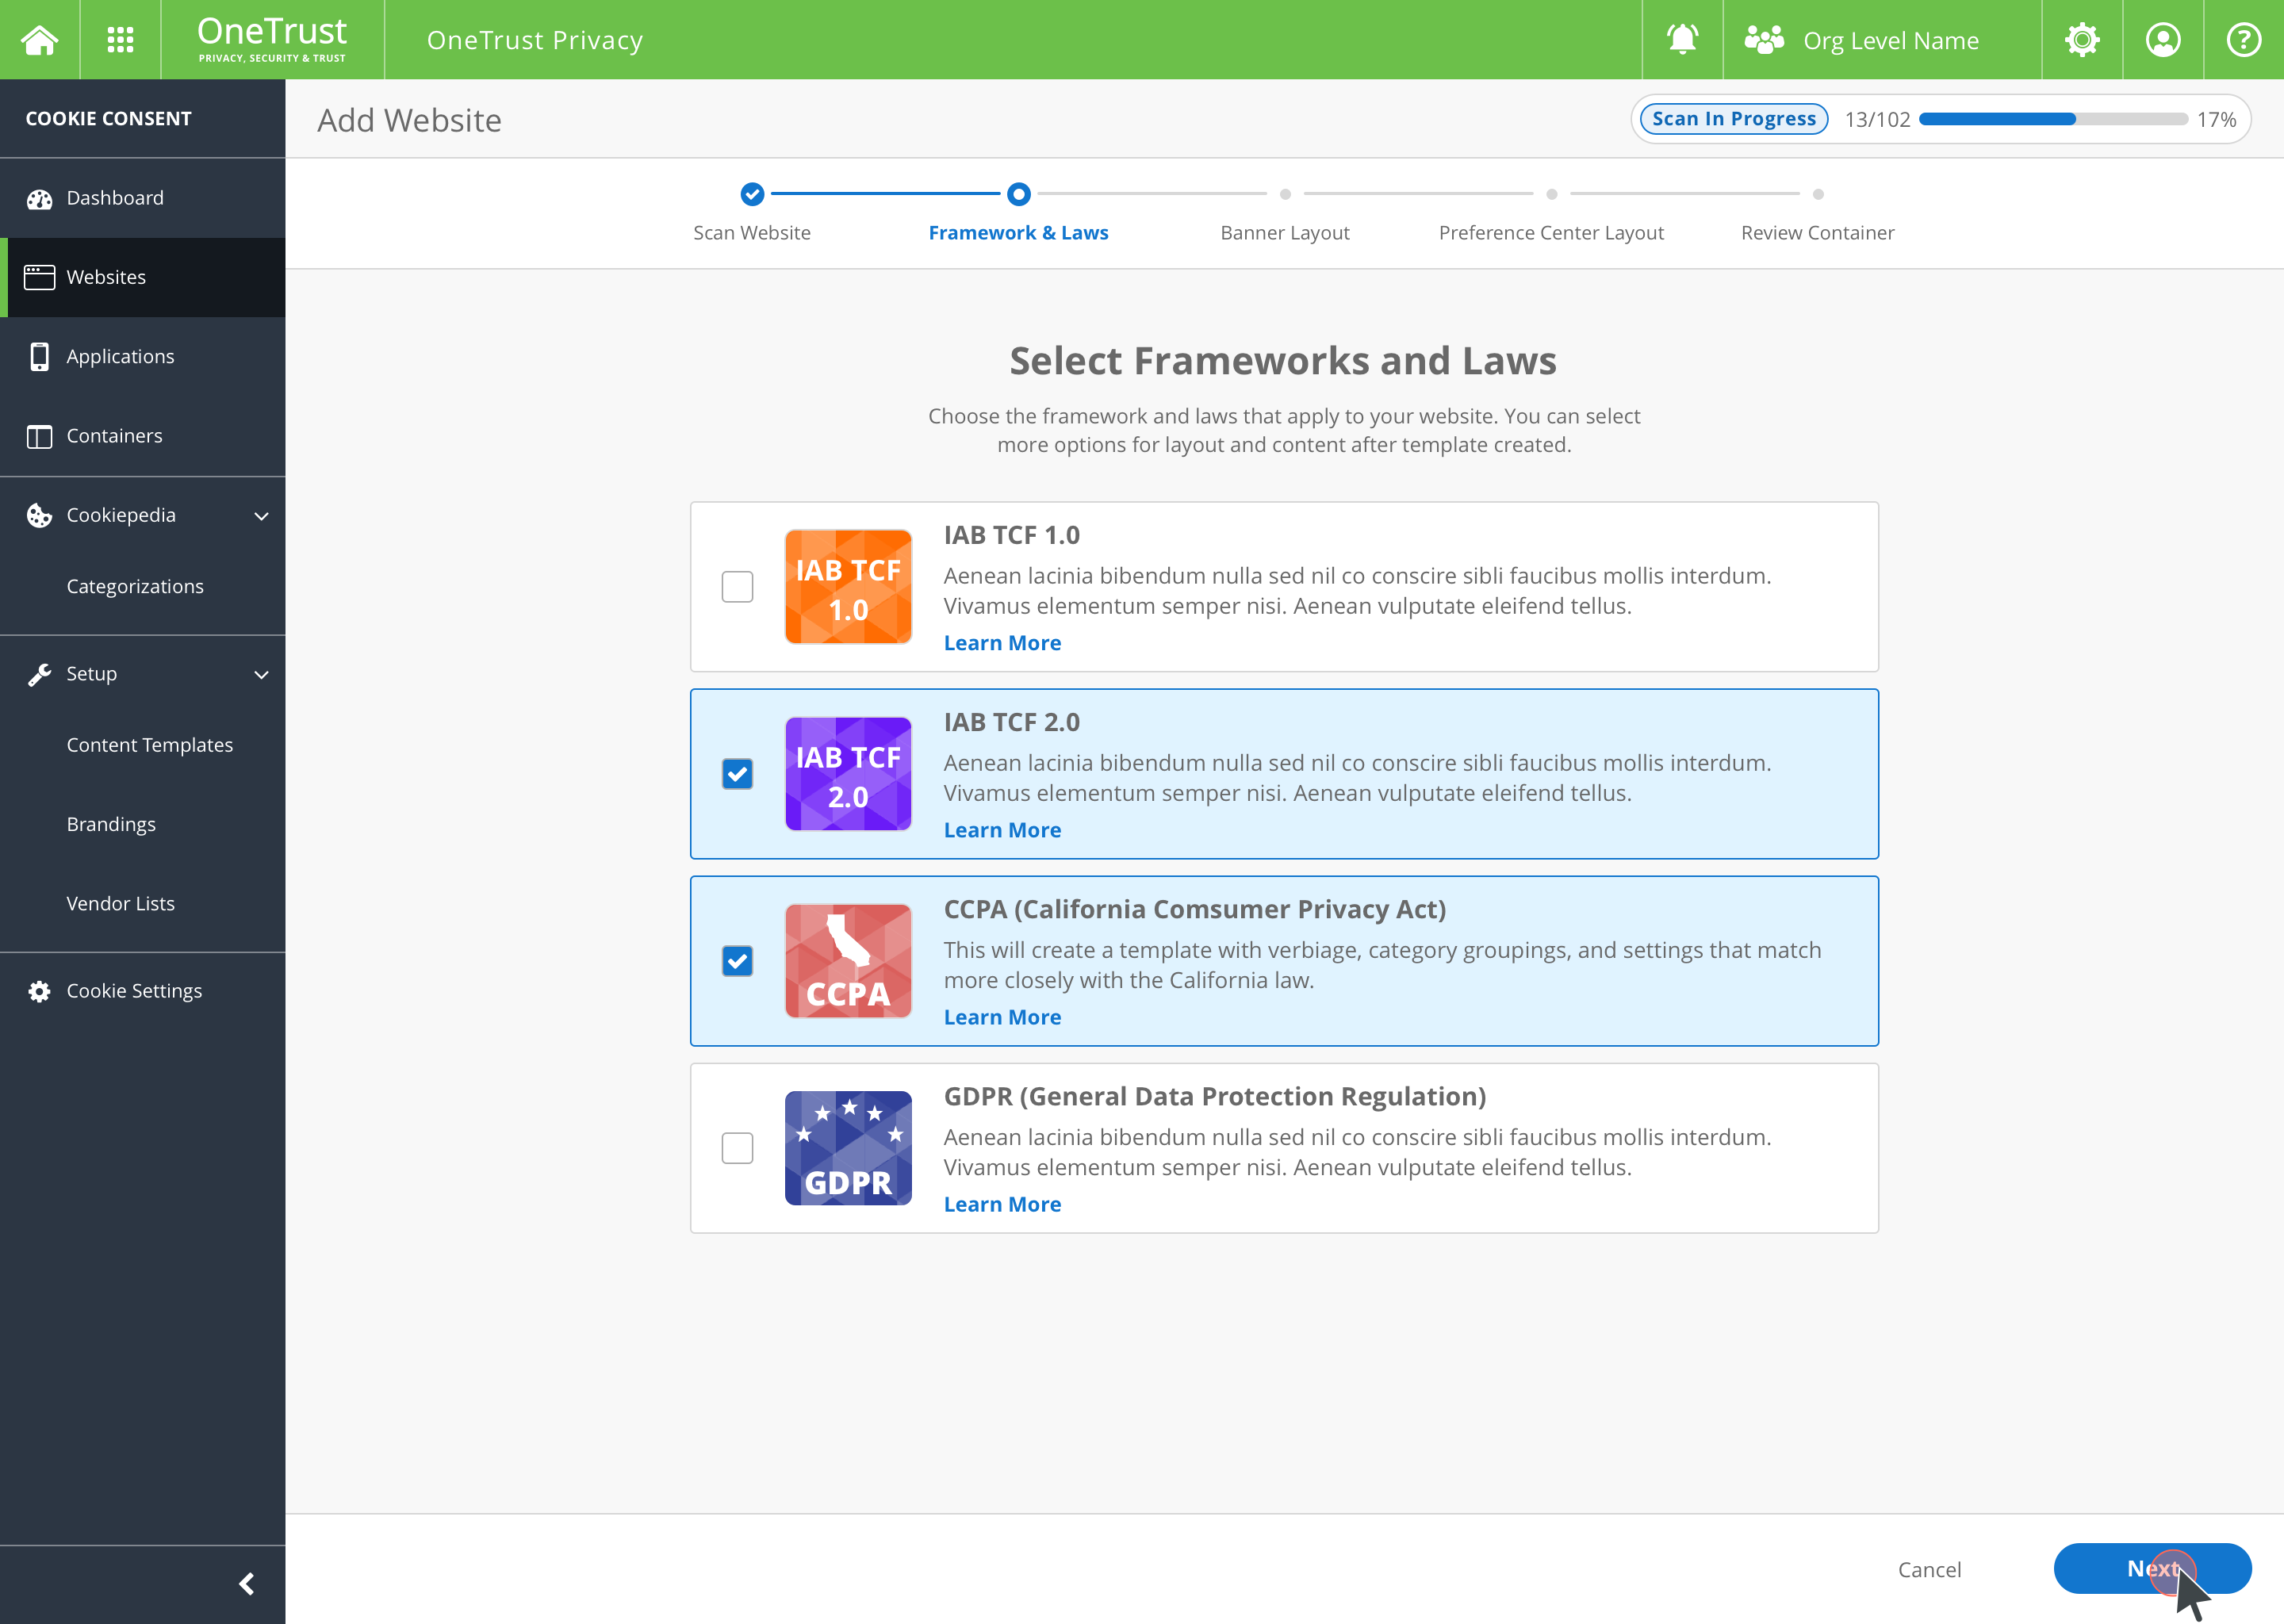 OneTrust
PRIVACY, SECURITY & TRUST
OneTrust Privacy
Org Level Name
?
COOKIE CONSENT
Dashboard
Websites
Applications
Containers
Cookiepedia
Categorizations
Setup
Content Templates
Brandings
Vendor Lists
Cookie Settings
Add Website
Scan In Progress 13/102 17%
Scan Website
Framework & Laws
Banner Layout
Preference Center Layout
Review Container
Select Frameworks and Laws
Choose the framework and laws that apply to your website. You can select
more options for layout and content after template created.
IAB TCF
1.0
IAB TCF 1.0
Aenean lacinia bibendum nulla sed nil co conscire sibli faucibus mollis interdum.
Vivamus elementum semper nisi. Aenean vulputate eleifend tellus.
Learn More
IAB TCF
2.0
IAB TCF 2.0
Aenean lacinia bibendum nulla sed nil co conscire sibli faucibus mollis interdum.
Vivamus elementum semper nisi. Aenean vulputate eleifend tellus.
Learn More
CCPA
CCPA (California Comsumer Privacy Act)
This will create a template with verbiage, category groupings, and settings that match
more closely with the California law.
Learn More
GDPR
GDPR (General Data Protection Regulation)
Aenean lacinia bibendum nulla sed nil co conscire sibli faucibus mollis interdum.
Vivamus elementum semper nisi. Aenean vulputate eleifend tellus.
Learn More
Cancel
Next